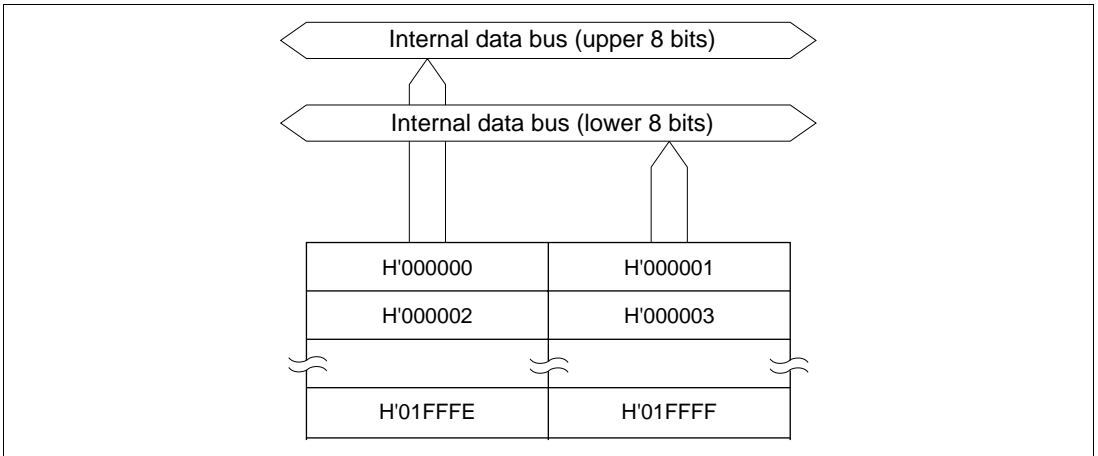 Internal data bus (upper 8 bits)
Internal data bus (lower 8 bits)
H'000000 H'000001
H'000002 H'000003
H'01FFFE H'01FFFF